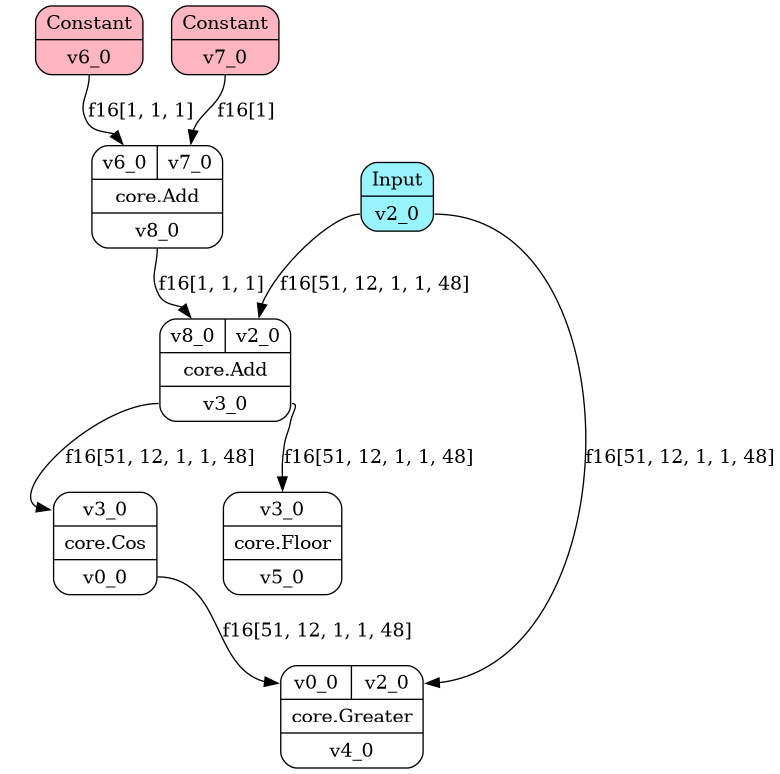 Constant
v6_0
Constant
v7_0
f16[1, 1, 1]
f16[1]
v6_0 v7_0
core.Add
v8_0
Input
v2_0
f16[1, 1, 1]
f16[51, 12, 1, 1, 48]
v8_0 v2_0
core.Add
v3_0
f16[51, 12, 1, 1, 48]
f16[51, 12, 1, 1, 48]
f16[51, 12, 1, 1, 48]
v3_0
core.Cos
v0_0
v3_0
core.Floor
v5_0
f16[51, 12, 1, 1, 48]
v0_0 v2_0
core.Greater
v4_0